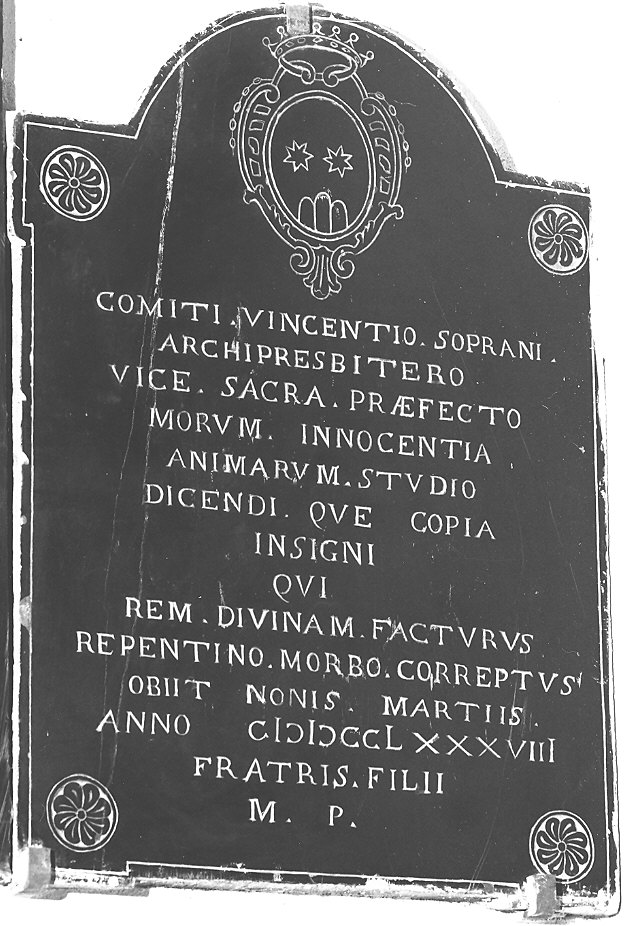 COMITI. VINCENTIO. SOPRANI.
ARCHIPRESBITERO.
VICE. SACRA. PRÆFECTO
MORVM. INNOCENTIA
ANIMARVM. STVDIO
DICENDI. QVE COPIA
INSIGNI
QVI
REM. DIVINAM. FACTVRVS
REPENTINO. MORBO. CORREPTVS
OBIIT NONIS. MARTIIS.
ANNO CIƆIƆCCLXXXVIII
FRATRIS. FILII
M. P.